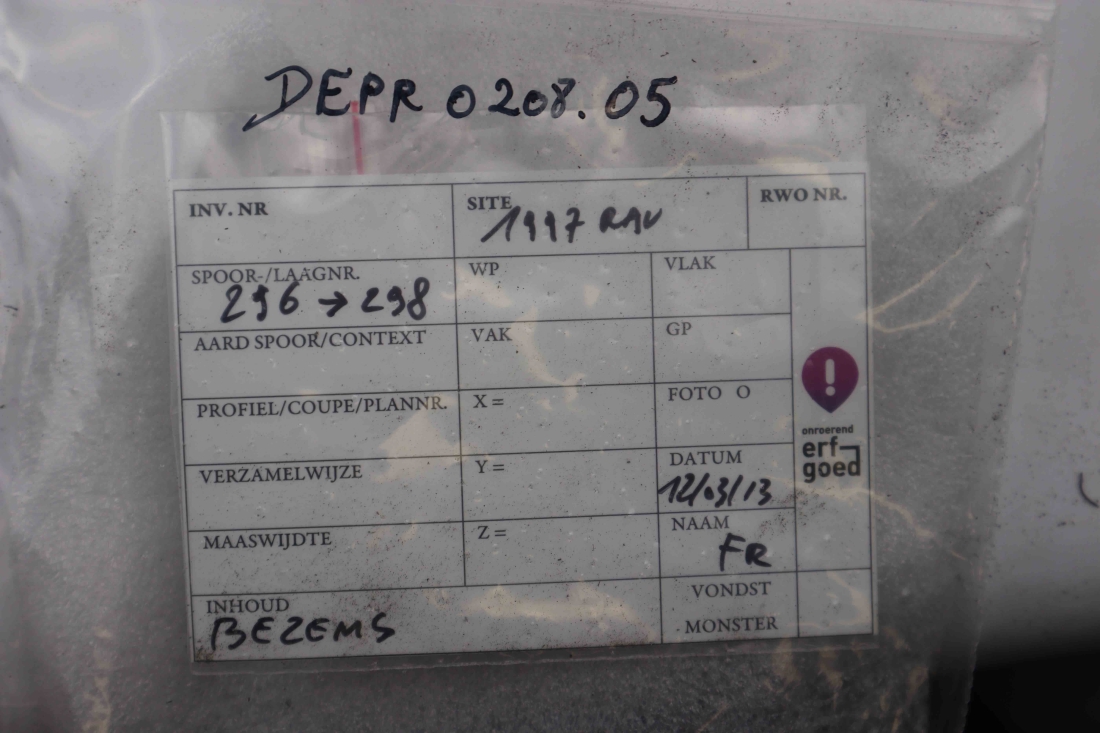 DEPR 0208.05
INV. NR
SITE
RWO NR.
1997 RAV
SPOOR-/LAAGNR.
WP
VLAK
296 → 298
AARD SPOOR/CONTEXT
VAK
GP
PROFIEL/COUPE/PLANNR.
X =
FOTO O
onroerend
erf-
goed
VERZAMELWIJZE
Y =
DATUM
12/03/13
MAASWIJDTE
Z =
NAAM
FR
INHOUD
BEZEMS
VONDST
MONSTER